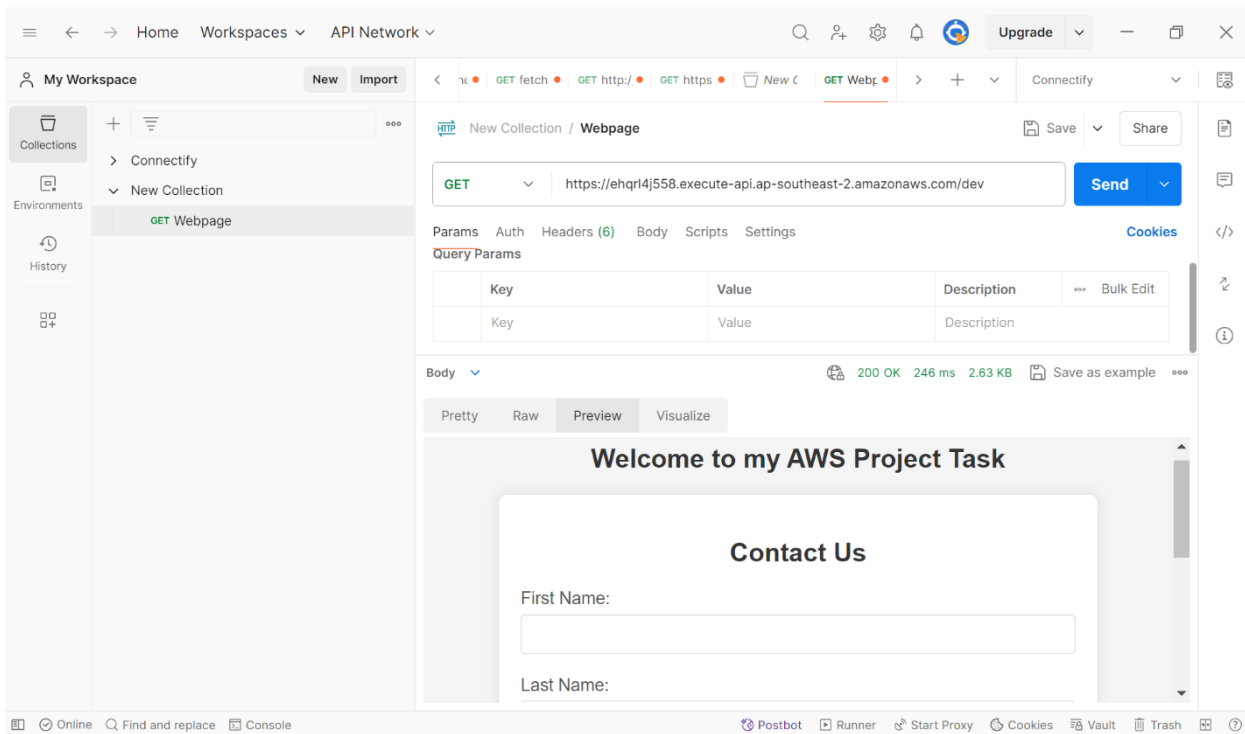 Home Workspaces API Network Upgrade
My Workspace New Import
GET fetch GET http:/. GET https New C GET Webp Connectify
Collections
Environments
History
Connectify
New Collection
GET Webpage
HTTP New Collection / Webpage Save Share
GET https://ehqrl4j558.execute-api.ap-southeast-2.amazonaws.com/dev Send
Params Auth Headers (6) Body Scripts Settings Cookies
Query Params
Key Value Description Bulk Edit
Key Value Description
Body 200 OK 246 ms 2.63 KB Save as example
Pretty Raw Preview Visualize
Welcome to my AWS Project Task
Contact Us
First Name:
Last Name:
Online Find and replace Console Postbot Runner Start Proxy Cookies Vault Trash